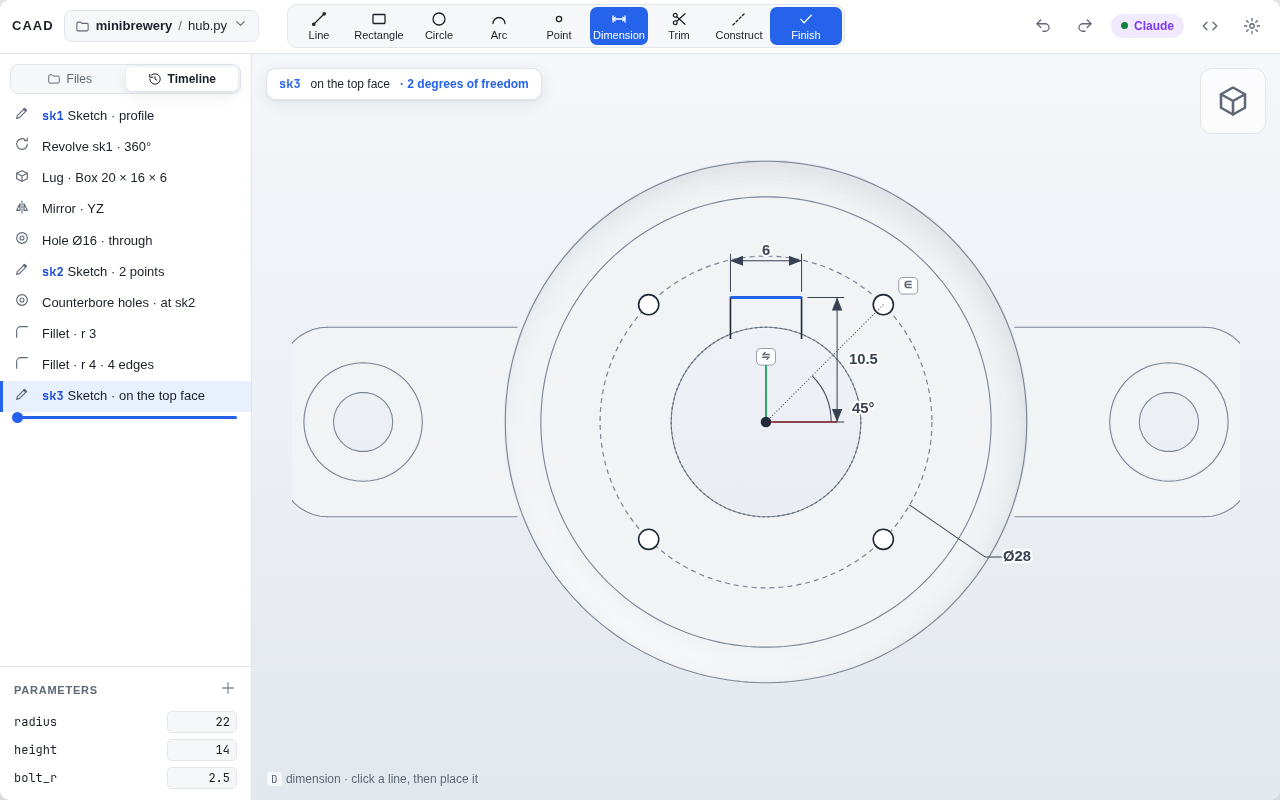 CAAD
minibrewery / hub.py
Line
Rectangle
Circle
Arc
Point
Dimension
Trim
Construct
Finish
Claude
Files
Timeline
sk1 Sketch · profile
Revolve sk1 · 360°
Lug · Box 20 × 16 × 6
Mirror · YZ
Hole Ø16 · through
sk2 Sketch · 2 points
Counterbore holes · at sk2
Fillet · r 3
Fillet · r 4 · 4 edges
sk3 Sketch · on the top face
PARAMETERS
radius 22
height 14
bolt_r 2.5
sk3 on the top face · 2 degrees of freedom
6
∈
⇋
10.5
45°
Ø28
D dimension · click a line, then place it